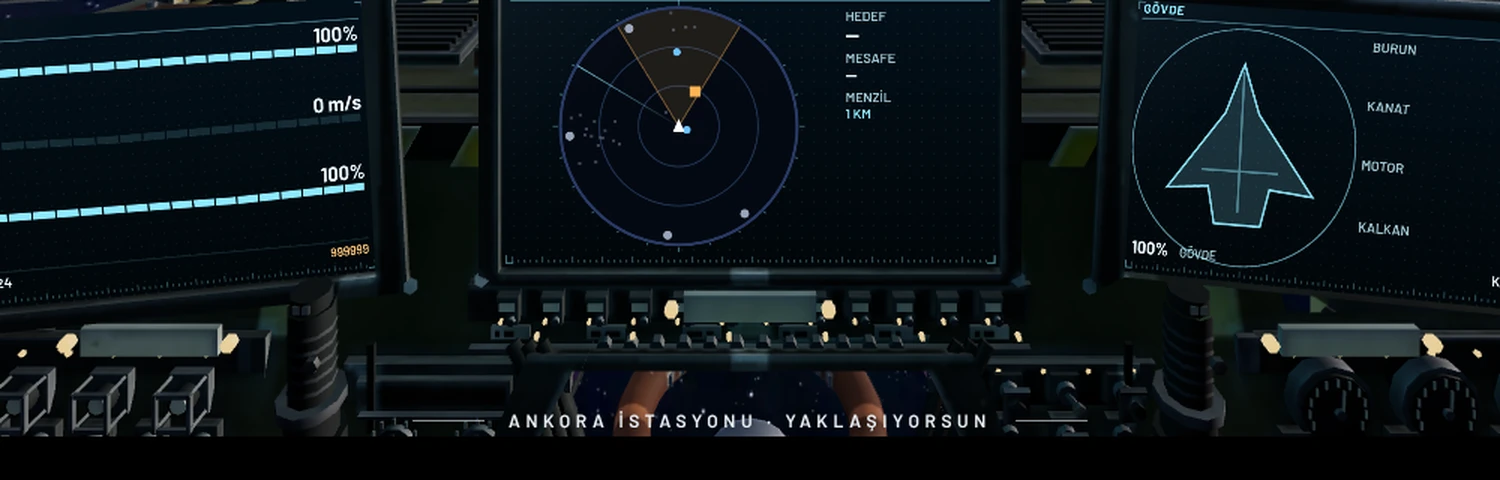 100%
0 m/s
100%
999999
24
HEDEF
—
MESAFE
—
MENZİL
1 KM
GÖVDE
BURUN
KANAT
MOTOR
KALKAN
100% GÖVDE
K
ANKORA İSTASYONU · YAKLAŞIYORSUN